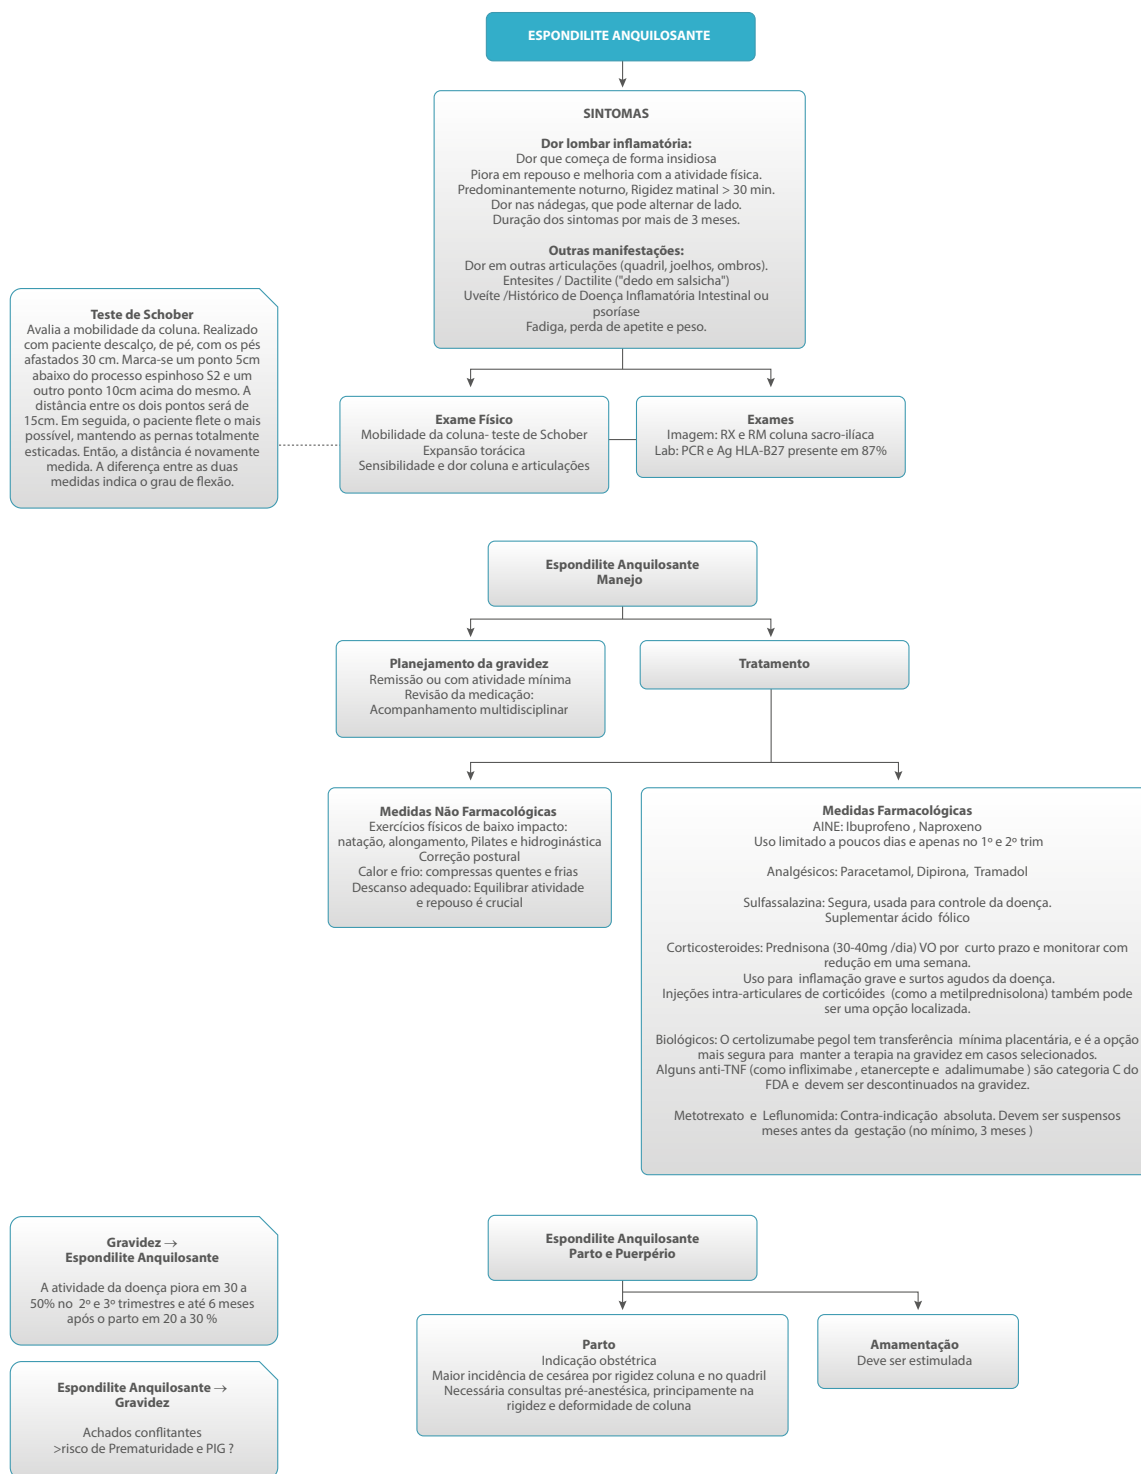 ESPONDILITE ANQUILOSANTE
SINTOMAS
Dor lombar inflamatória:
Dor que começa de forma insidiosa
Piora em repouso e melhoria com a atividade física.
Predominantemente noturno, Rigidez matinal > 30 min.
Dor nas nádegas, que pode alternar de lado.
Duração dos sintomas por mais de 3 meses.
Outras manifestações:
Dor em outras articulações (quadril, joelhos, ombros).
Entesites / Dactilite ("dedo em salsicha")
Uveíte /Histórico de Doença Inflamatória Intestinal ou
psoríase
Fadiga, perda de apetite e peso.
Teste de Schober
Avalia a mobilidade da coluna. Realizado
com paciente descalço, de pé, com os pés
afastados 30 cm. Marca-se um ponto 5cm
abaixo do processo espinhoso S2 e um
outro ponto 10cm acima do mesmo. A
distância entre os dois pontos será de
15cm. Em seguida, o paciente flete o mais
possível, mantendo as pernas totalmente
esticadas. Então, a distância é novamente
medida. A diferença entre as duas
medidas indica o grau de flexão.
Exame Físico
Mobilidade da coluna- teste de Schober
Expansão torácica
Sensibilidade e dor coluna e articulações
Exames
Imagem: RX e RM coluna sacro-ilíaca
Lab: PCR e Ag HLA-B27 presente em 87%
Espondilite Anquilosante
Manejo
Planejamento da gravidez
Remissão ou com atividade mínima
Revisão da medicação:
Acompanhamento multidisciplinar
Tratamento
Medidas Não Farmacológicas
Exercícios físicos de baixo impacto:
natação, alongamento, Pilates e hidroginástica
Correção postural
Calor e frio: compressas quentes e frias
Descanso adequado: Equilibrar atividade
e repouso é crucial
Medidas Farmacológicas
AINE: Ibuprofeno , Naproxeno
Uso limitado a poucos dias e apenas no 1º e 2º trim
Analgésicos: Paracetamol, Dipirona, Tramadol
Sulfassalazina: Segura, usada para controle da doença.
Suplementar ácido fólico
Corticosteroides: Prednisona (30-40mg /dia) VO por curto prazo e monitorar com
redução em uma semana.
Uso para inflamação grave e surtos agudos da doença.
Injeções intra-articulares de corticóides (como a metilprednisolona) também pode
ser uma opção localizada.
Biológicos: O certolizumabe pegol tem transferência mínima placentária, e é a opção
mais segura para manter a terapia na gravidez em casos selecionados.
Alguns anti-TNF (como infliximabe , etanercepte e adalimumabe ) são categoria C do
FDA e devem ser descontinuados na gravidez.
Metotrexato e Leflunomida: Contra-indicação absoluta. Devem ser suspensos
meses antes da gestação (no mínimo, 3 meses )
Gravidez →
Espondilite Anquilosante
A atividade da doença piora em 30 a
50% no 2º e 3º trimestres e até 6 meses
após o parto em 20 a 30 %
Espondilite Anquilosante →
Gravidez
Achados conflitantes
>risco de Prematuridade e PIG ?
Espondilite Anquilosante
Parto e Puerpério
Parto
Indicação obstétrica
Maior incidência de cesárea por rigidez coluna e no quadril
Necessária consultas pré-anestésica, principamente na
rigidez e deformidade de coluna
Amamentação
Deve ser estimulada